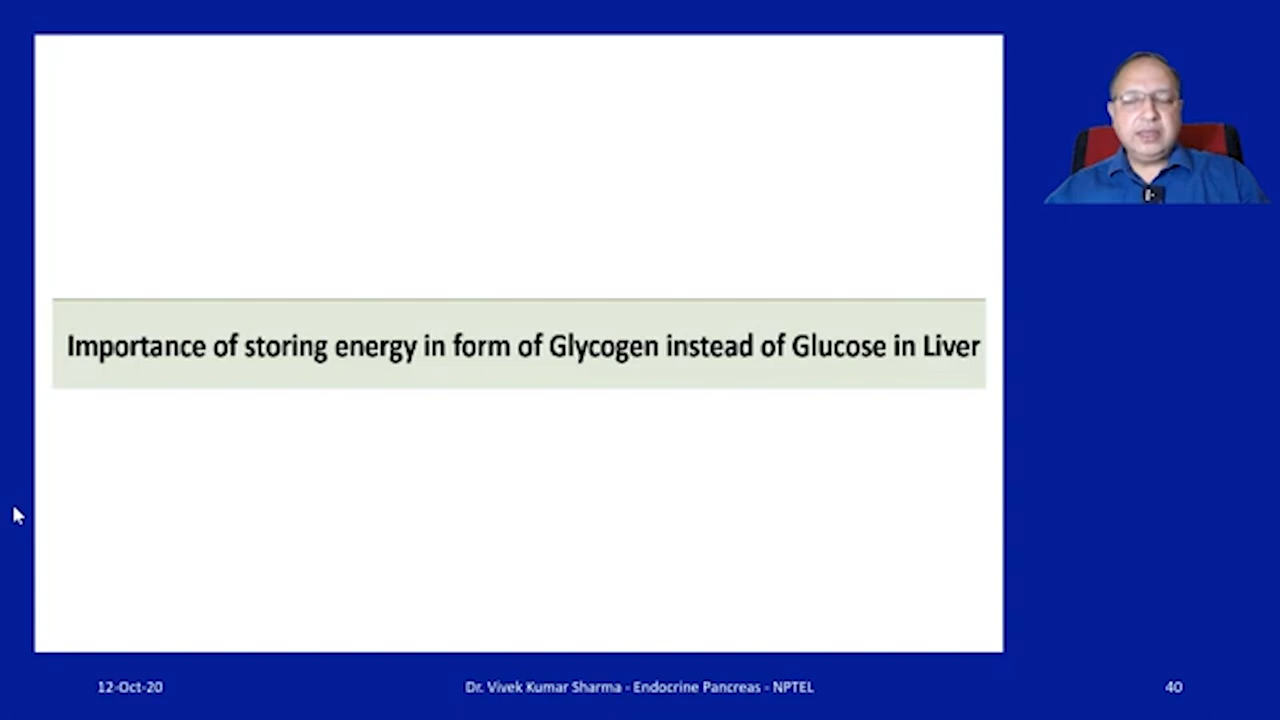 Importance of storing energy in form of Glycogen instead of Glucose in Liver
12-Oct-20
Dr. Vivek Kumar Sharma - Endocrine Pancreas - NPTEL
40